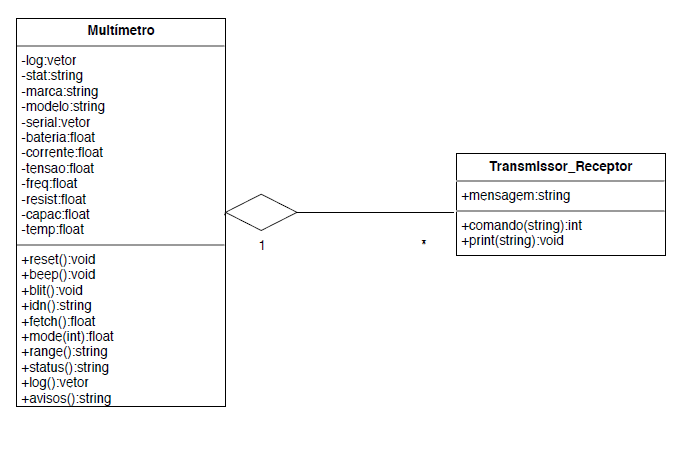 Multímetro
-log:vetor
-stat:string
-marca:string
-modelo:string
-serial:vetor
-bateria:float
-corrente:float
-tensao:float
-freq:float
-resist:float
-capac:float
-temp:float
+reset():void
+beep():void
+blit():void
+idn():string
+fetch():float
+mode(int):float
+range():string
+status():string
+log():vetor
+avisos():string
1
*
Transmissor_Receptor
+mensagem:string
+comando(string):int
+print(string):void